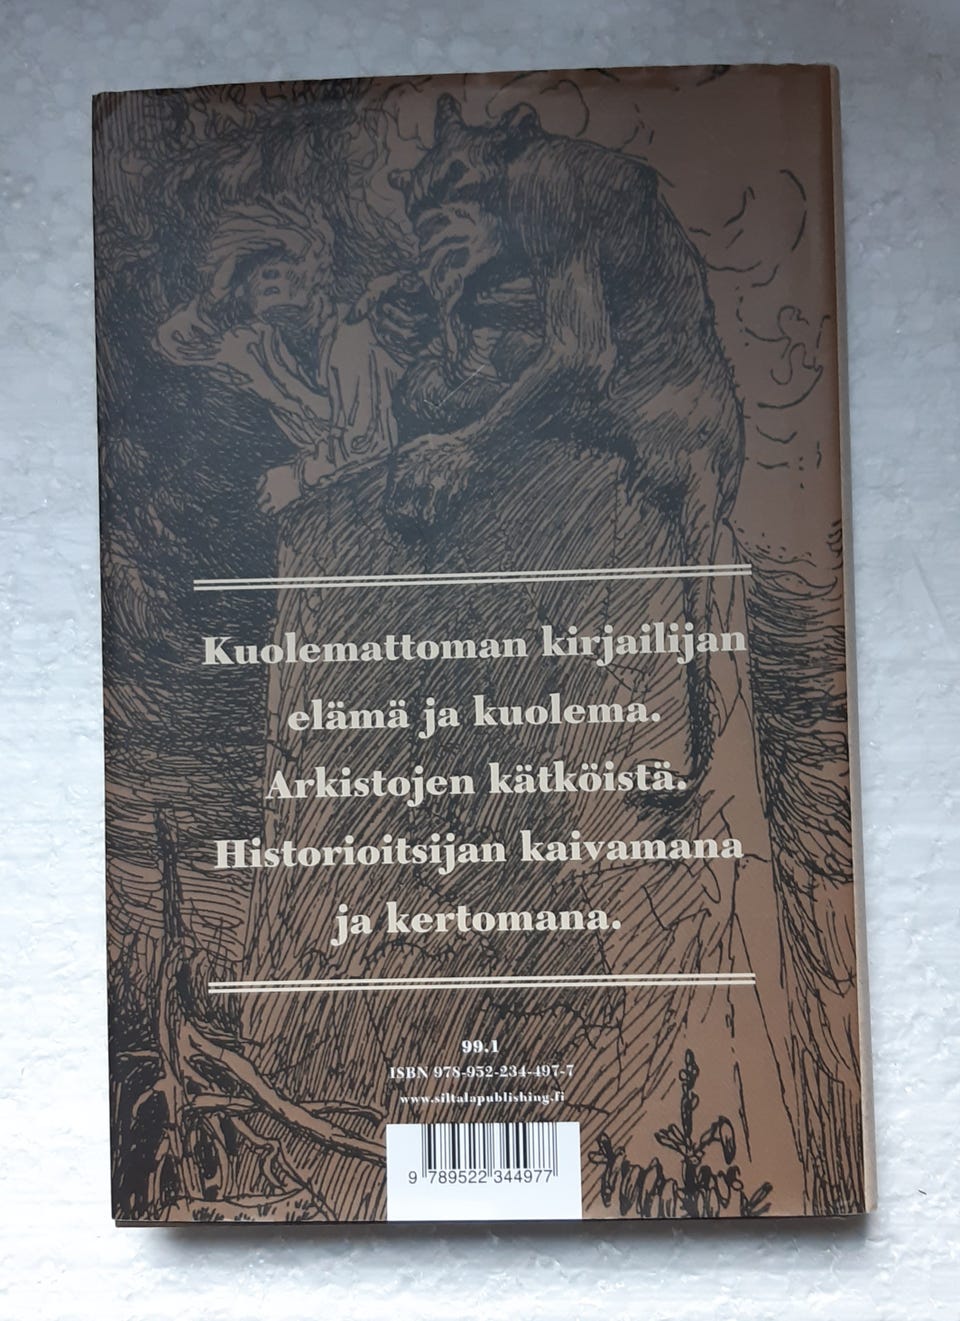 Kuolemattoman kirjailijan
elämä ja kuolema.
Arkistojen kätköistä.
Historioitsijan kaivamana
ja kertomana.
99.1
ISBN 978-952-234-497-7
www.siltalapublishing.fi
9 789522 344977